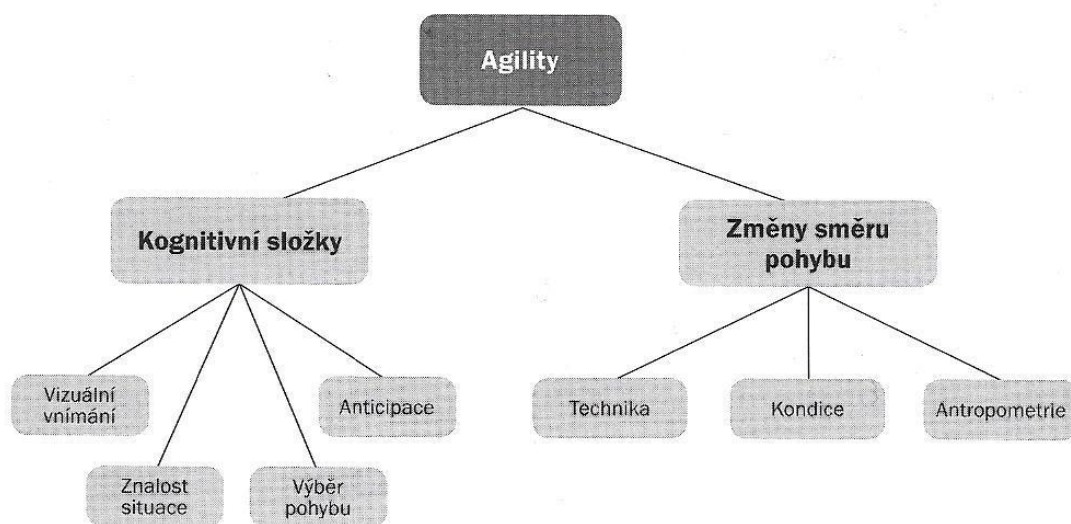 Agility
Kognitivní složky
Změny směru
pohybu
Vizuální
vnímání
Anticipace
Technika
Kondice
Antropometrie
Znalost
situace
Výběr
pohybu